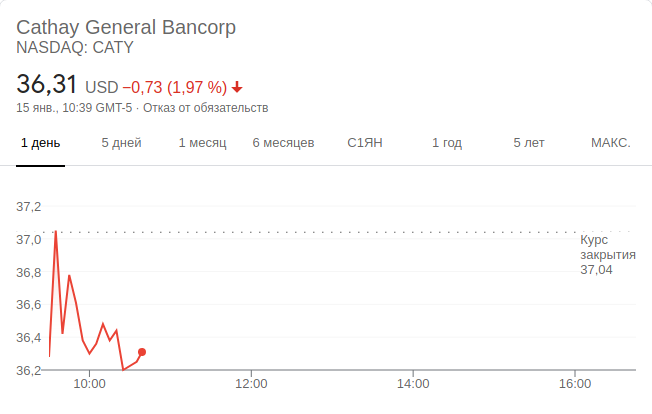 Cathay General Bancorp
NASDAQ: CATY
36,31 USD −0,73 (1,97 %)
15 янв., 10:39 GMT-5 · Отказ от обязательств
1 день 5 дней 1 месяц 6 месяцев С1ЯН 1 год 5 лет МАКС.
37,2
37,0
Курс
закрытия
36,8
37,04
36,6
36,4
36,2
10:00 12:00 14:00 16:00